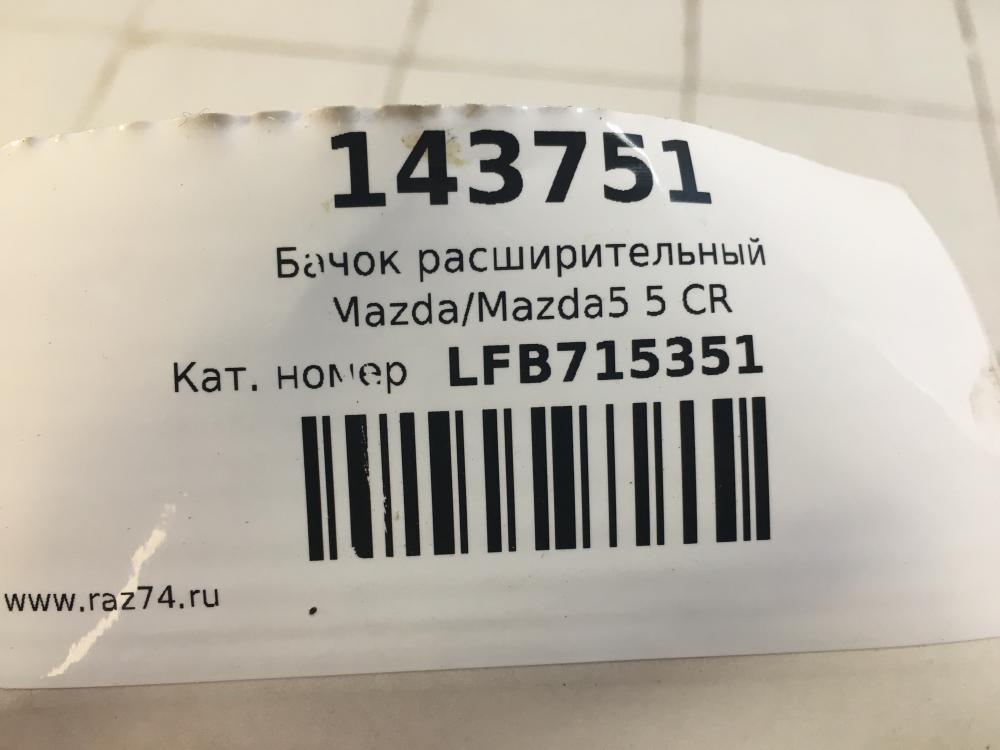 143751
Бачок расширительный
Mazda/Mazda5 5 CR
Кат. номер LFB715351
www.raz74.ru